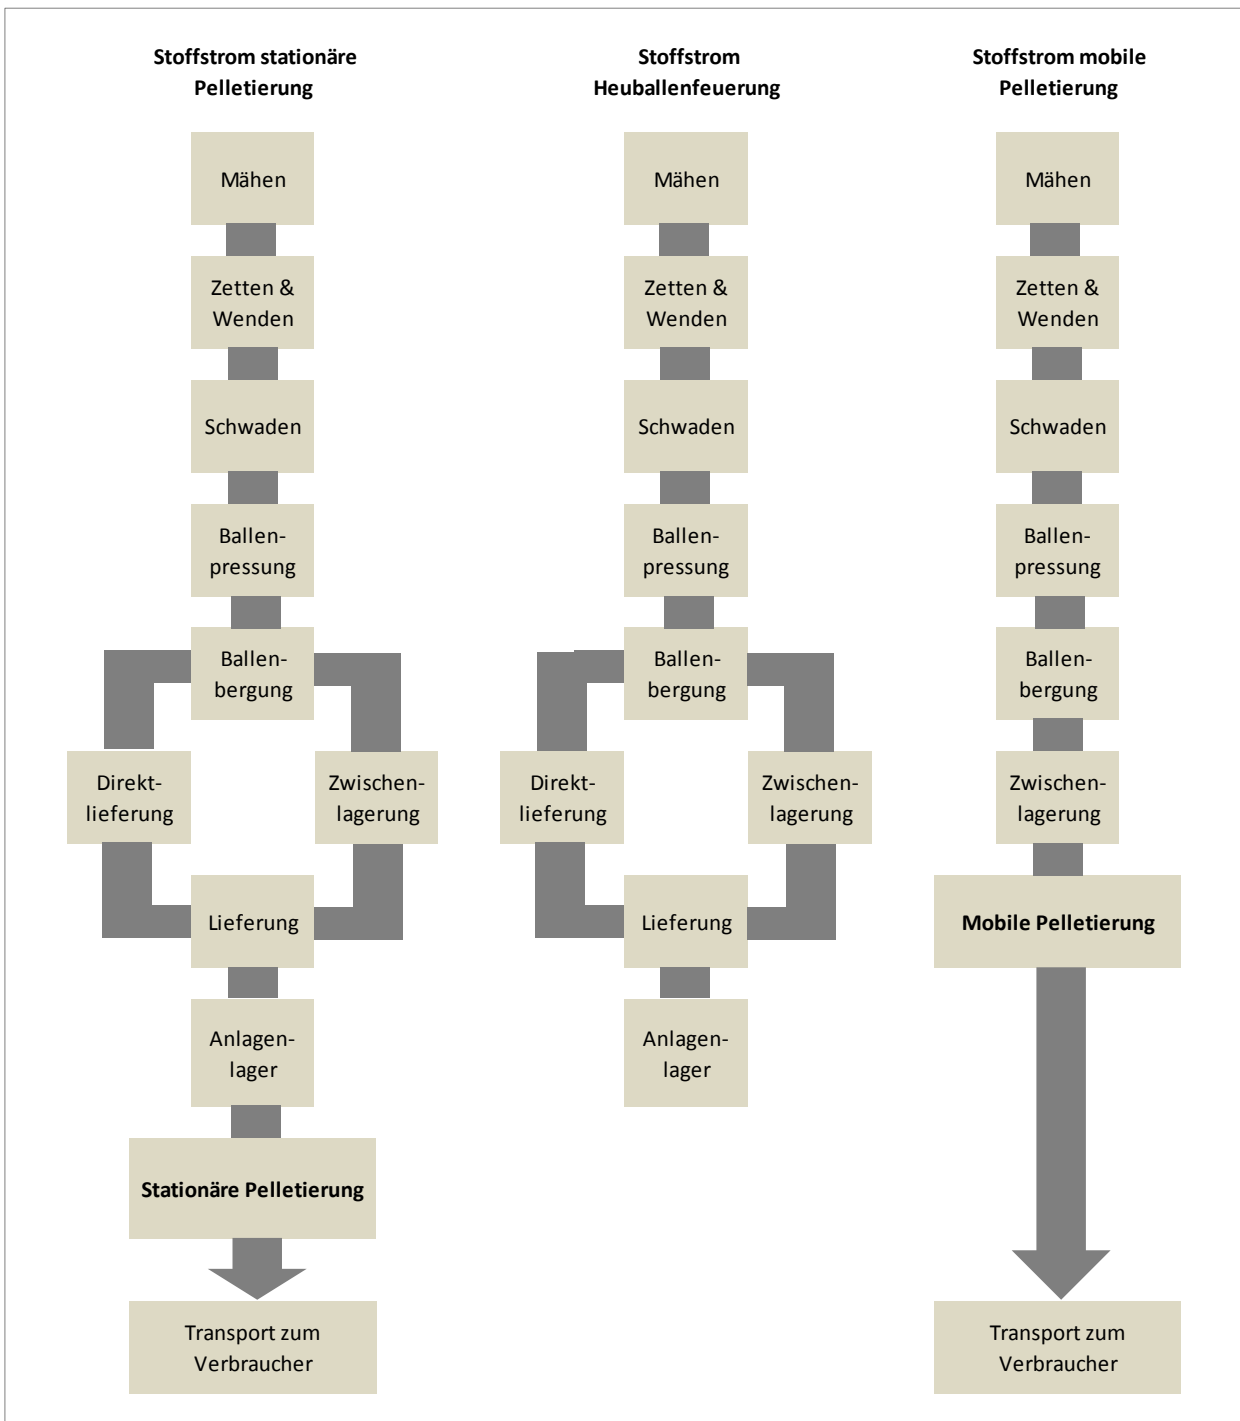 Stoffstrom stationäre
Pelletierung
Mähen
Zetten &
Wenden
Schwaden
Ballen-
pressung
Ballen-
bergung
Direkt-
lieferung
Zwischen-
lagerung
Lieferung
Anlagen-
lager
Stationäre Pelletierung
Transport zum
Verbraucher
Stoffstrom
Heuballenfeuerung
Mähen
Zetten &
Wenden
Schwaden
Ballen-
pressung
Ballen-
bergung
Direkt-
lieferung
Zwischen-
lagerung
Lieferung
Anlagen-
lager
Stoffstrom mobile
Pelletierung
Mähen
Zetten &
Wenden
Schwaden
Ballen-
pressung
Ballen-
bergung
Zwischen-
lagerung
Mobile Pelletierung
Transport zum
Verbraucher